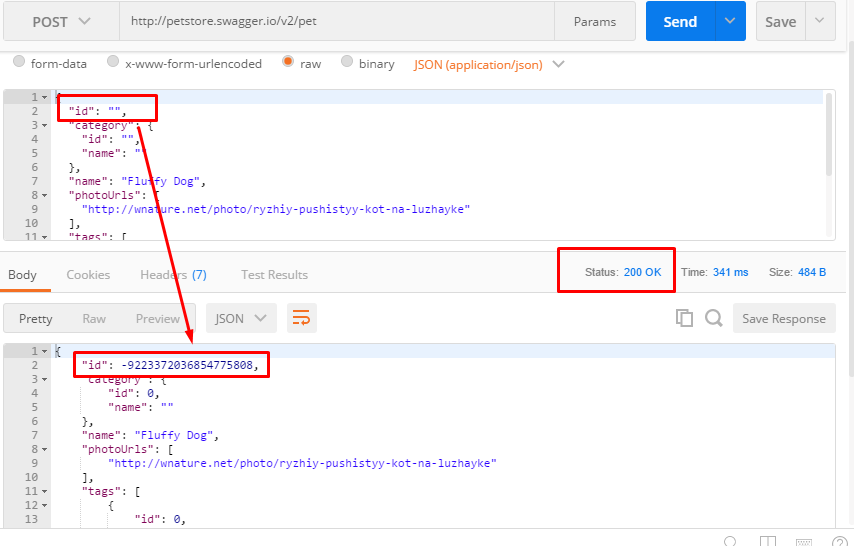 POST http://petstore.swagger.io/v2/pet Params Send Save
form-data x-www-form-urlencoded raw binary JSON (application/json)
1 {
2 "id": "",
3 "category": {
4 "id": "",
5 "name": ""
6 },
7 "name": "Fluffy Dog",
8 "photoUrls": [
9 "http://wnature.net/photo/ryzhiy-pushistyy-kot-na-luzhayke"
10 ],
11 "tags": [
Body Cookies Headers (7) Test Results Status: 200 OK Time: 341 ms Size: 484 B
Pretty Raw Preview JSON Save Response
1 {
2 "id": -9223372036854775808,
3 "category": {
4 "id": 0,
5 "name": ""
6 },
7 "name": "Fluffy Dog",
8 "photoUrls": [
9 "http://wnature.net/photo/ryzhiy-pushistyy-kot-na-luzhayke"
10 ],
11 "tags": [
12 {
13 "id": 0,